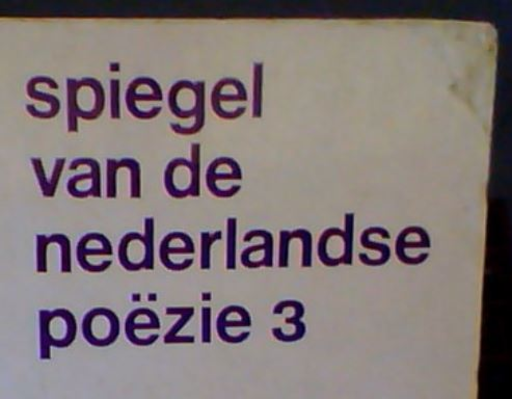 spiegel
van de
nederlandse
poëzie 3